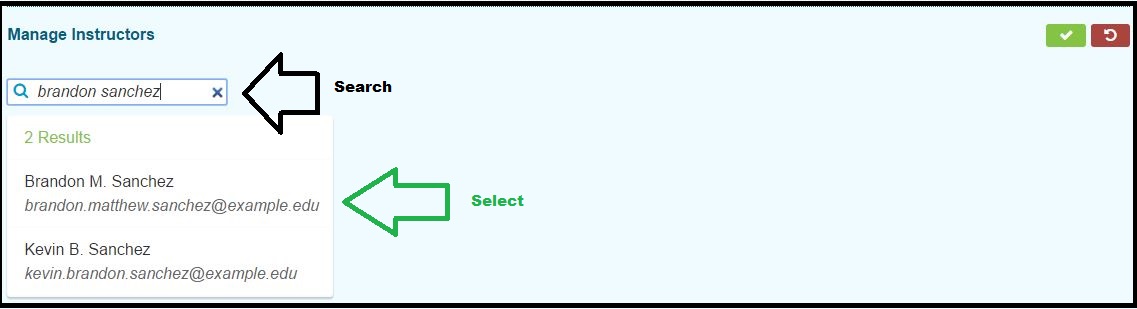 Manage Instructors
brandon sanchez
Search
2 Results
Brandon M. Sanchez
brandon.matthew.sanchez@example.edu
Select
Kevin B. Sanchez
kevin.brandon.sanchez@example.edu